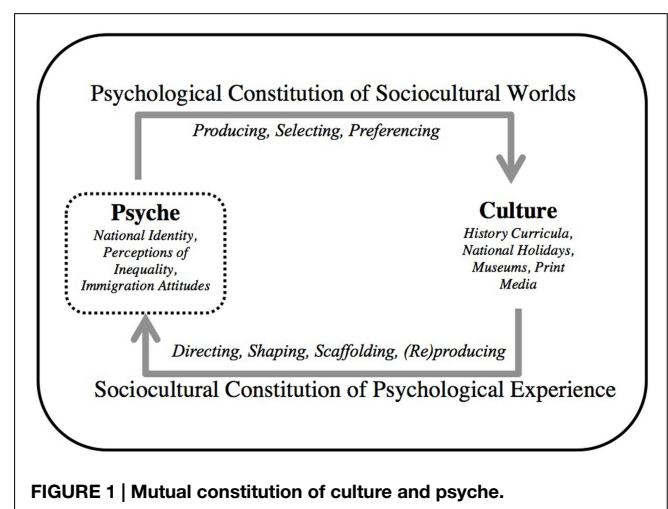 Psychological Constitution of Sociocultural Worlds
Producing, Selecting, Preferencing
Psyche
National Identity,
Perceptions of
Inequality,
Immigration Attitudes
Culture
History Curricula,
National Holidays,
Museums, Print
Media
Directing, Shaping, Scaffolding, (Re)producing
Sociocultural Constitution of Psychological Experience
FIGURE 1 | Mutual constitution of culture and psyche.